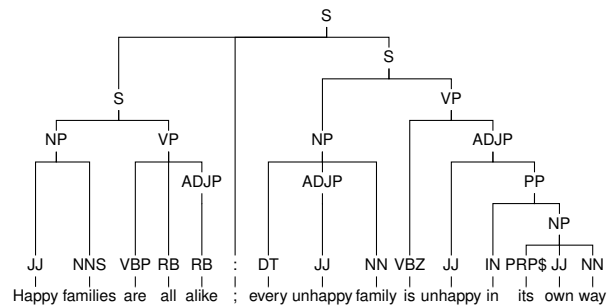 S
S
S VP
NP VP NP ADJP
ADJP ADJP PP
NP
JJ NNS VBP RB RB : DT JJ NN VBZ JJ IN PRP$ JJ NN
Happy families are all alike ; every unhappy family is unhappy in its own way